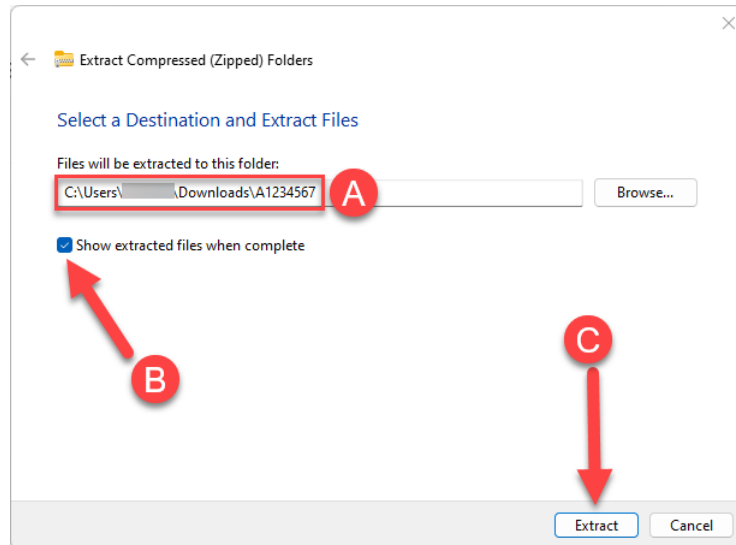 Extract Compressed (Zipped) Folders
Select a Destination and Extract Files
Files will be extracted to this folder:
C:\Users\ \Downloads\A1234567 A Browse...
Show extracted files when complete
B
C
Extract Cancel